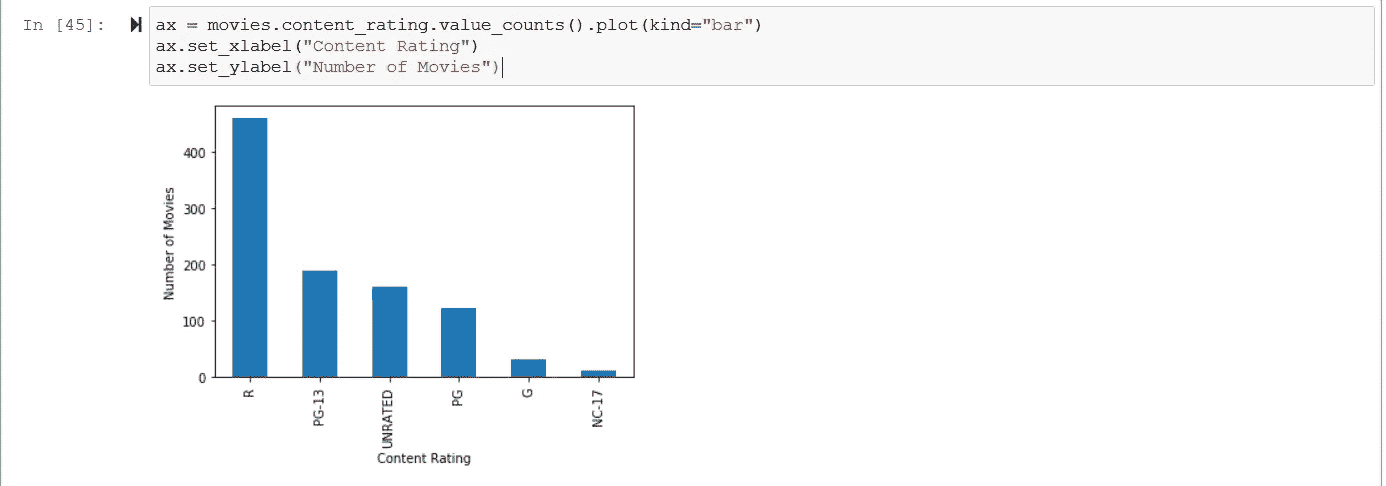 In [45]:
ax = movies.content_rating.value_counts().plot(kind="bar")
ax.set_xlabel("Content Rating")
ax.set_ylabel("Number of Movies")
Number of Movies
400
300
200
100
0
R
PG-13
UNRATED
PG
G
NC-17
Content Rating